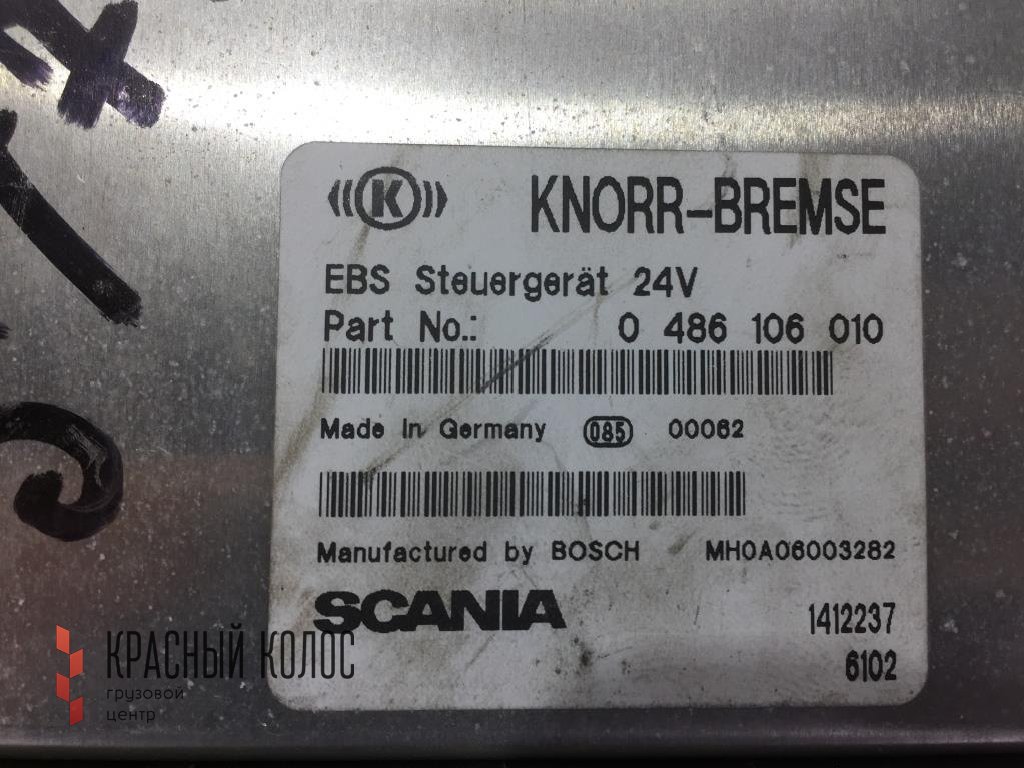 K
KNORR-BREMSE
EBS Steuergerät 24V
Part No.: 0 486 106 010
Made in Germany 085 00062
Manufactured by BOSCH MH0A06003282
SCANIA 1412237
6102
КРАСНЫЙ КОЛОС
грузовой
центр